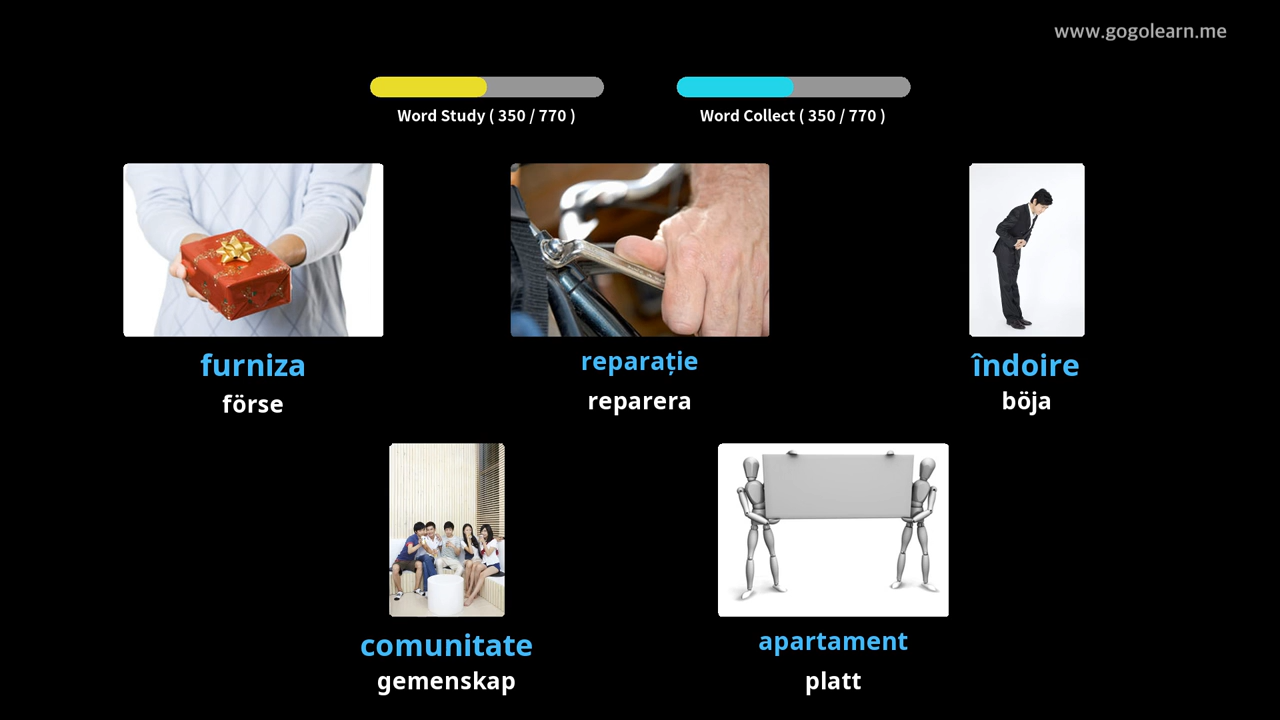 www.gogolearn.me
Word Study ( 350 / 770 )
Word Collect ( 350 / 770 )
furniza
förse
reparație
reparera
îndoire
böja
comunitate
gemenskap
apartament
platt